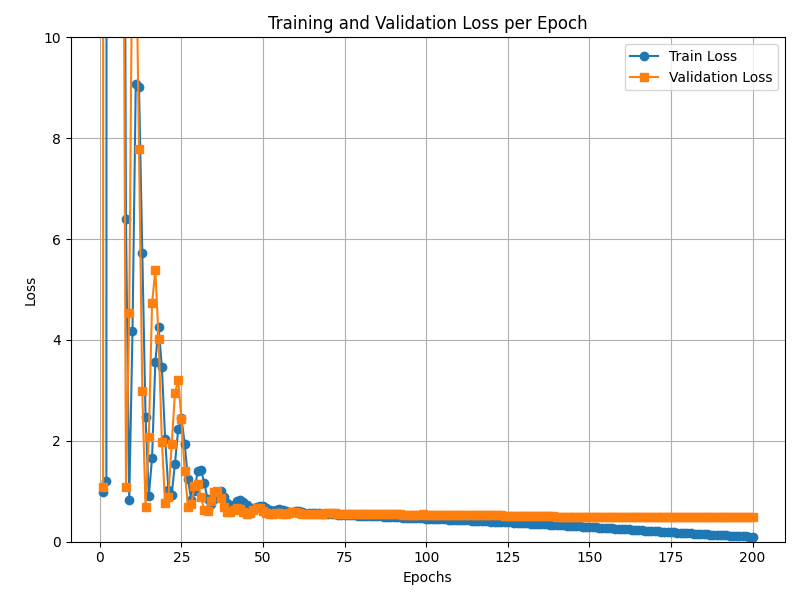 Training and Validation Loss per Epoch
Train Loss
Validation Loss
10
8
6
4
2
0
Loss
0 25 50 75 100 125 150 175 200
Epochs